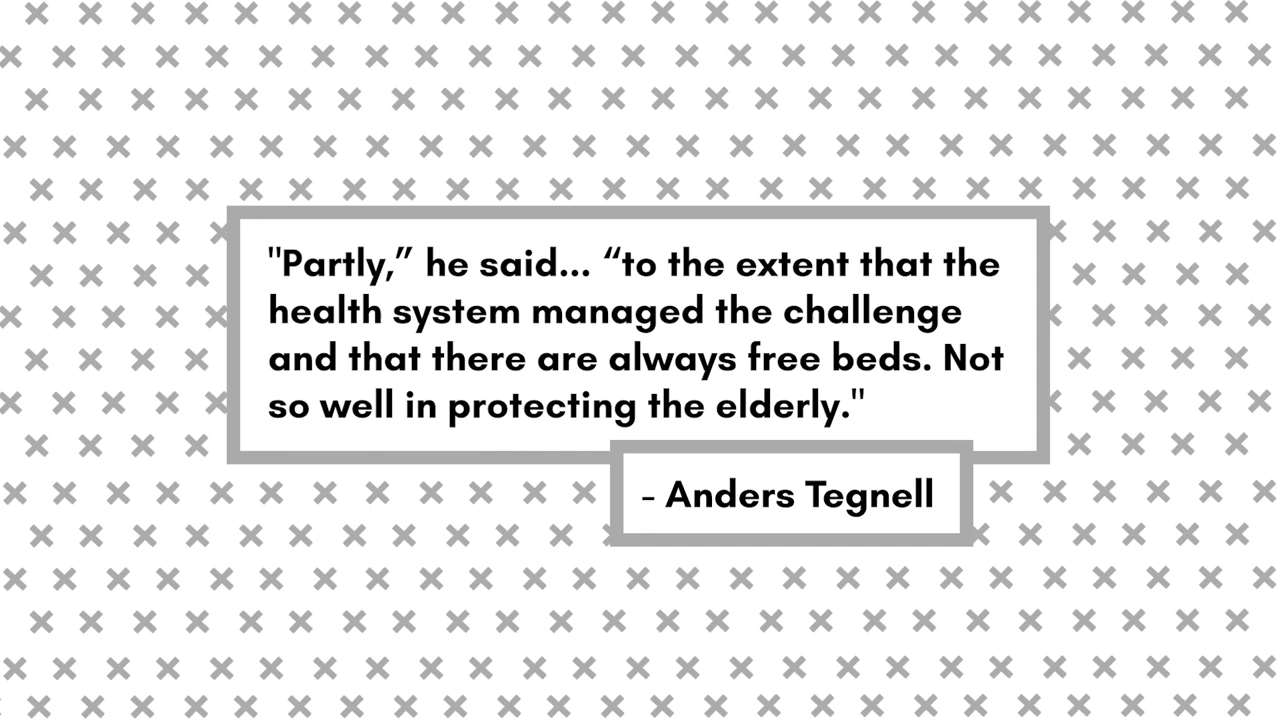 "Partly,” he said... “to the extent that the
health system managed the challenge
and that there are always free beds. Not
so well in protecting the elderly."
- Anders Tegnell